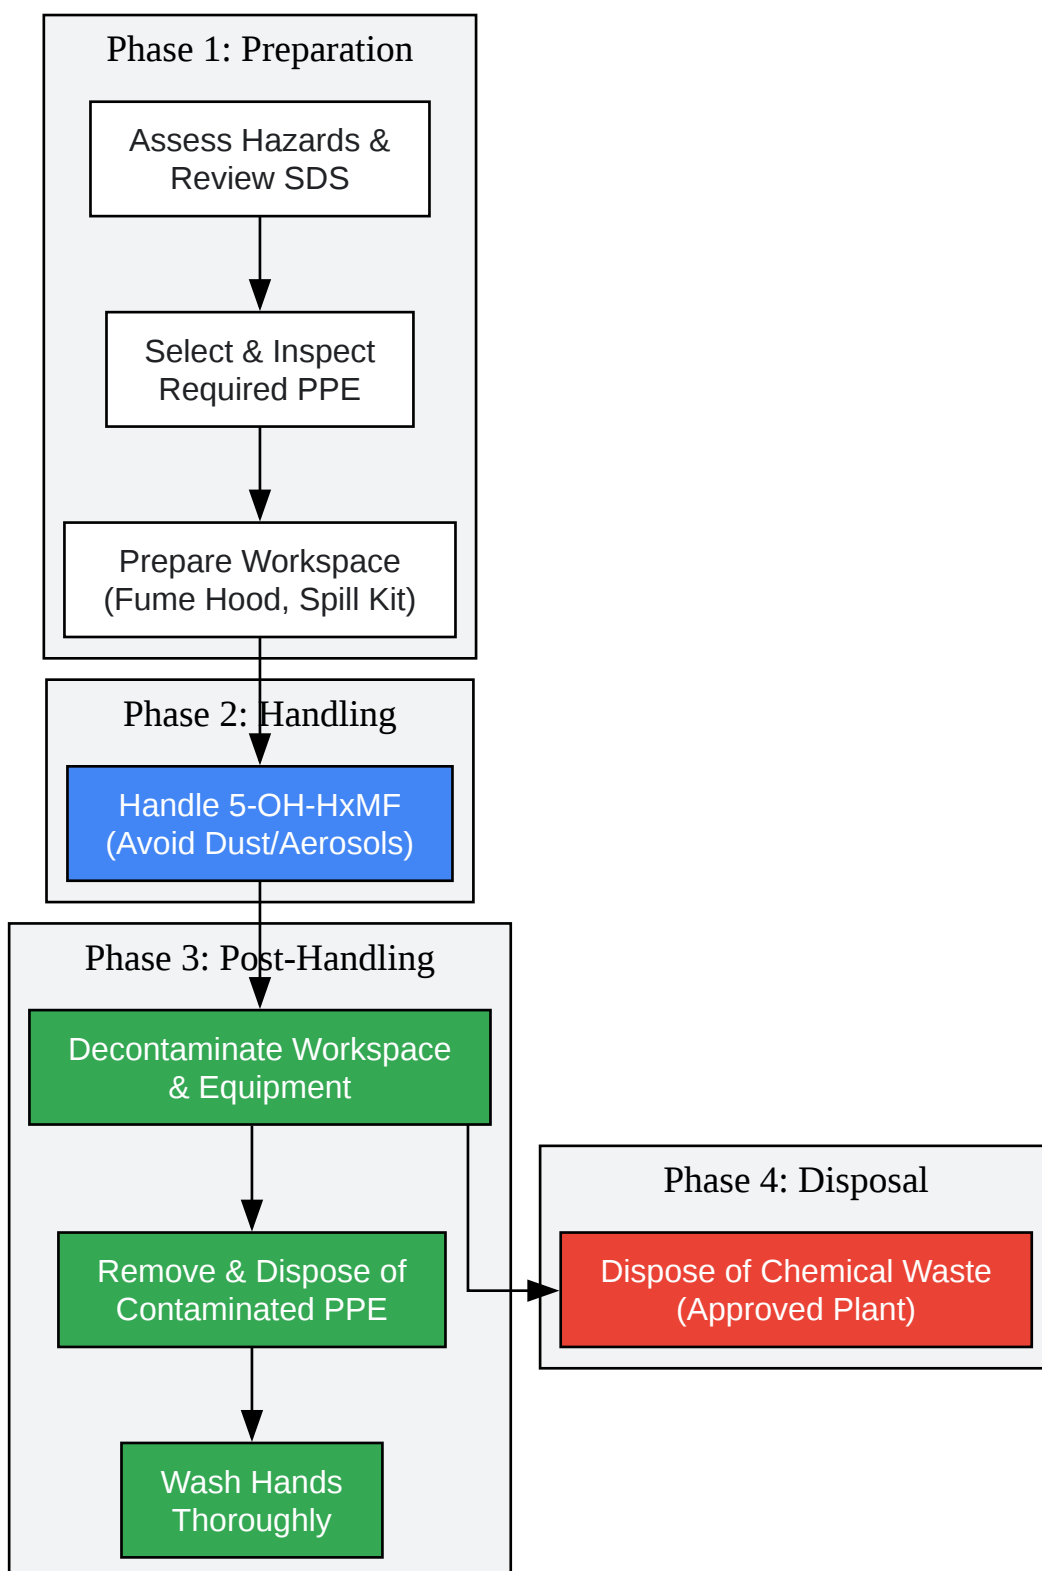 Phase 1: Preparation
Assess Hazards &
Review SDS
Select & Inspect
Required PPE
Prepare Workspace
(Fume Hood, Spill Kit)
Phase 2: Handling
Handle 5-OH-HxMF
(Avoid Dust/Aerosols)
Phase 3: Post-Handling
Decontaminate Workspace
& Equipment
Remove & Dispose of
Contaminated PPE
Wash Hands
Thoroughly
Phase 4: Disposal
Dispose of Chemical Waste
(Approved Plant)